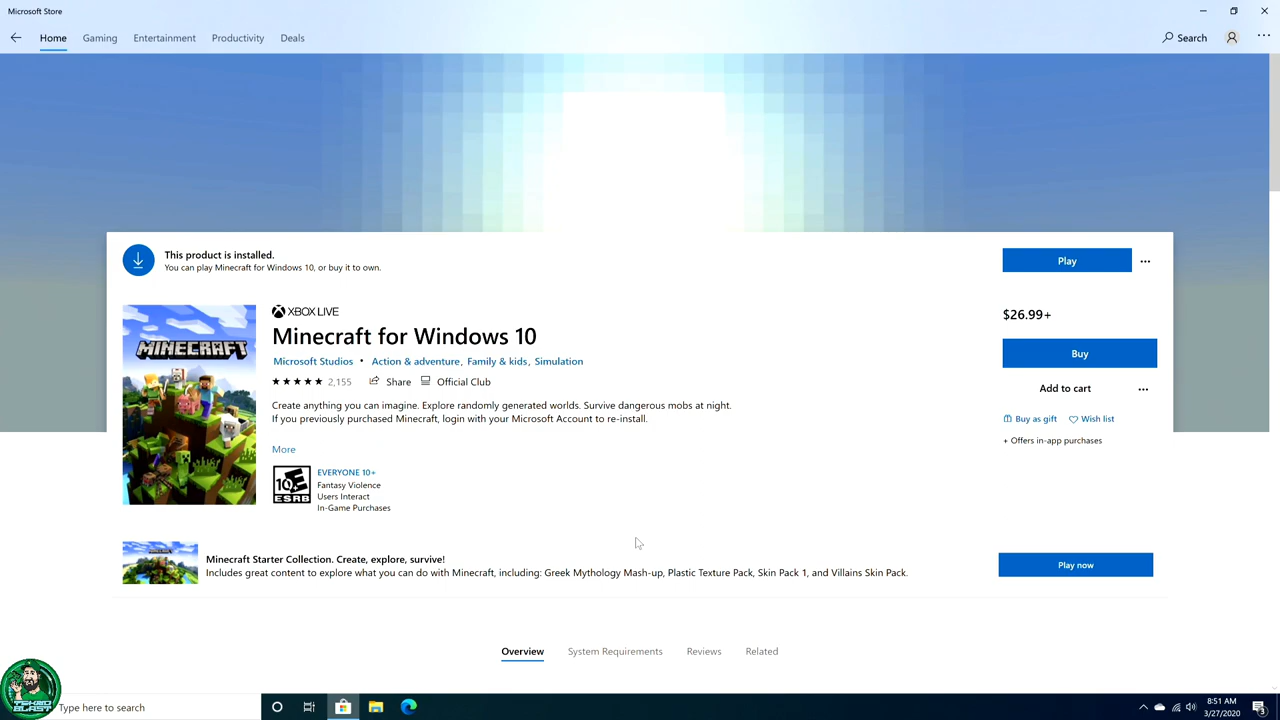 Microsoft Store
Home Gaming Entertainment Productivity Deals Search
This product is installed.
You can play Minecraft for Windows 10, or buy it to own.
Play
MINECRAFT
XBOX LIVE
Minecraft for Windows 10
Microsoft Studios • Action & adventure, Family & kids, Simulation
2,155 Share Official Club
Create anything you can imagine. Explore randomly generated worlds. Survive dangerous mobs at night.
If you previously purchased Minecraft, login with your Microsoft Account to re-install.
More
$26.99+
Buy
Add to cart
Buy as gift Wish list
+ Offers in-app purchases
EVERYONE 10+
Fantasy Violence
Users Interact
In-Game Purchases
10+
ESRB
Minecraft Starter Collection. Create, explore, survive!
Includes great content to explore what you can do with Minecraft, including: Greek Mythology Mash-up, Plastic Texture Pack, Skin Pack 1, and Villains Skin Pack.
Play now
Overview System Requirements Reviews Related
TEKZO
BLAST
Type here to search
8:51 AM
3/27/2020
3